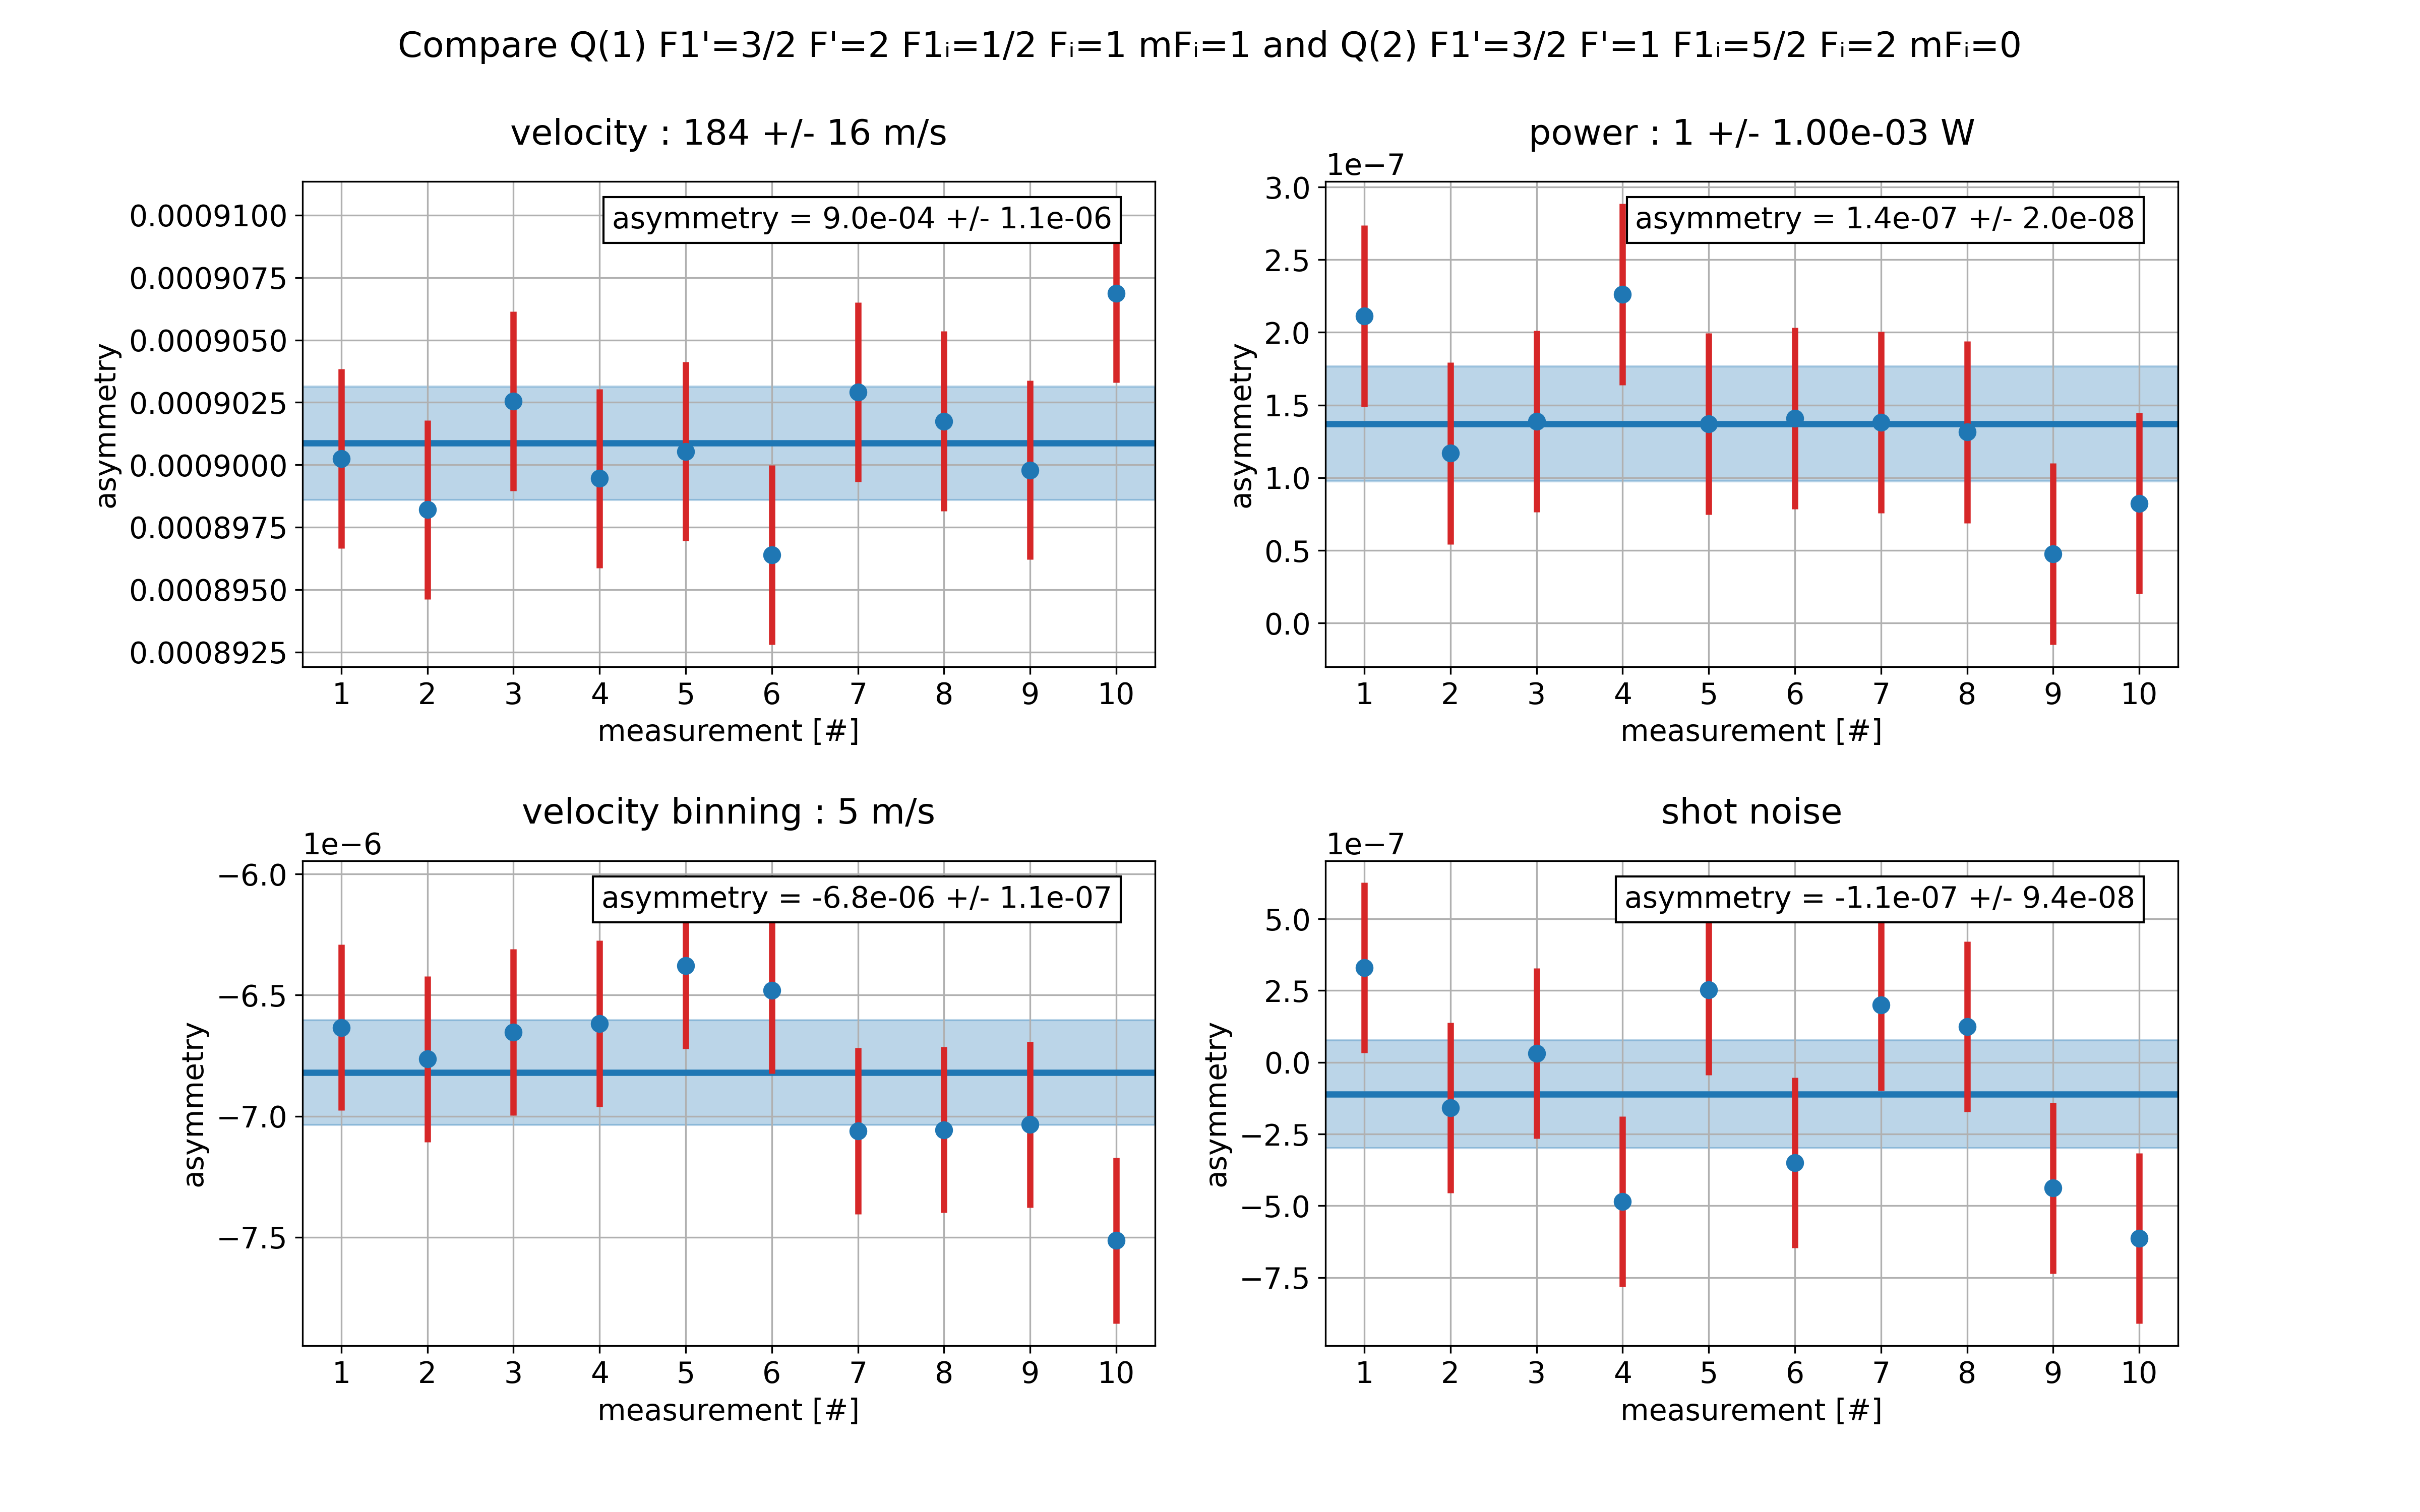 Compare Q(1) F1'=3/2 F'=2 F1ᵢ=1/2 Fᵢ=1 mFᵢ=1 and Q(2) F1'=3/2 F'=1 F1ᵢ=5/2 Fᵢ=2 mFᵢ=0
velocity : 184 +/- 16 m/s
asymmetry = 9.0e-04 +/- 1.1e-06
0.0009100
0.0009075
0.0009050
0.0009025
0.0009000
0.0008975
0.0008950
0.0008925
asymmetry
1 2 3 4 5 6 7 8 9 10
measurement [#]
power : 1 +/- 1.00e-03 W
1e−7
asymmetry = 1.4e-07 +/- 2.0e-08
3.0
2.5
2.0
1.5
1.0
0.5
0.0
asymmetry
1 2 3 4 5 6 7 8 9 10
measurement [#]
velocity binning : 5 m/s
1e−6
asymmetry = -6.8e-06 +/- 1.1e-07
−6.0
−6.5
−7.0
−7.5
asymmetry
1 2 3 4 5 6 7 8 9 10
measurement [#]
shot noise
1e−7
asymmetry = -1.1e-07 +/- 9.4e-08
5.0
2.5
0.0
−2.5
−5.0
−7.5
asymmetry
1 2 3 4 5 6 7 8 9 10
measurement [#]